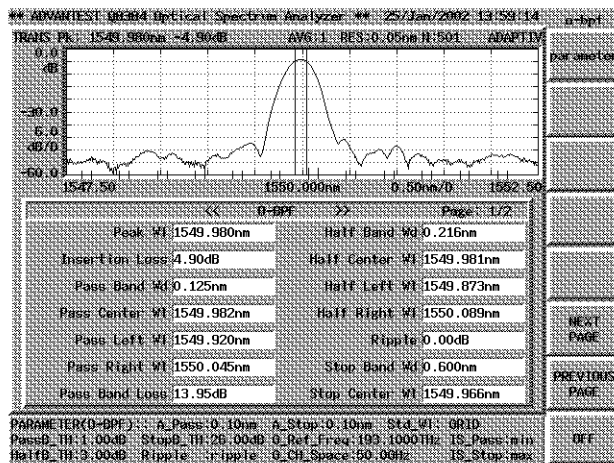 ** ADVANTEST Q8384 Optical Spectrum Analyzer ** 25/Jan/2002 13:59:14
o-bpf
TRANS Pk: 1549.980nm -4.90dB AVG:1 RES:0.05nm N:501 ADAPTIV
parameter
0.0
dB
-30.0
6.0
dB/D
-60.0
1547.50 1550.000nm 0.50nm/D 1552.50
<< O-BPF >> Page: 1/2
Peak Wl 1549.980nm Half Band Wd 0.216nm
Insertion Loss 4.90dB Half Center Wl 1549.981nm
Pass Band Wd 0.125nm Half Left Wl 1549.873nm
Pass Center Wl 1549.982nm Half Right Wl 1550.089nm
Pass Left Wl 1549.920nm Ripple 0.00dB
Pass Right Wl 1550.045nm Stop Band Wd 0.600nm
Pass Band Loss 13.95dB Stop Center Wl 1549.966nm
NEXT
PAGE
PREVIOUS
PAGE
OFF
PARAMETER(O-BPF): A_Pass:0.10nm A_Stop:0.10nm Std_Wl: GRID
PassB_TH:1.00dB StopB_TH:26.00dB G_Ref_Freq:193.1000THz IS_Pass:min
HalfB_TH:3.00dB Ripple :ripple G_CH_Space:50.00Hz IS_Stop:max